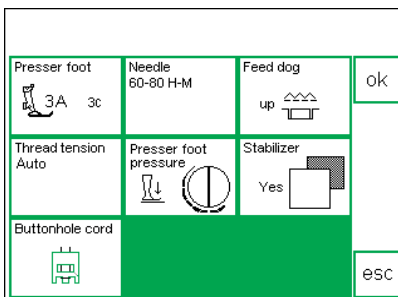 Presser foot
3A 3C
Needle
60-80 H-M
Feed dog
up
ok
Thread tension
Auto
Presser foot
pressure
Stabilizer
Yes
Buttonhole cord
esc